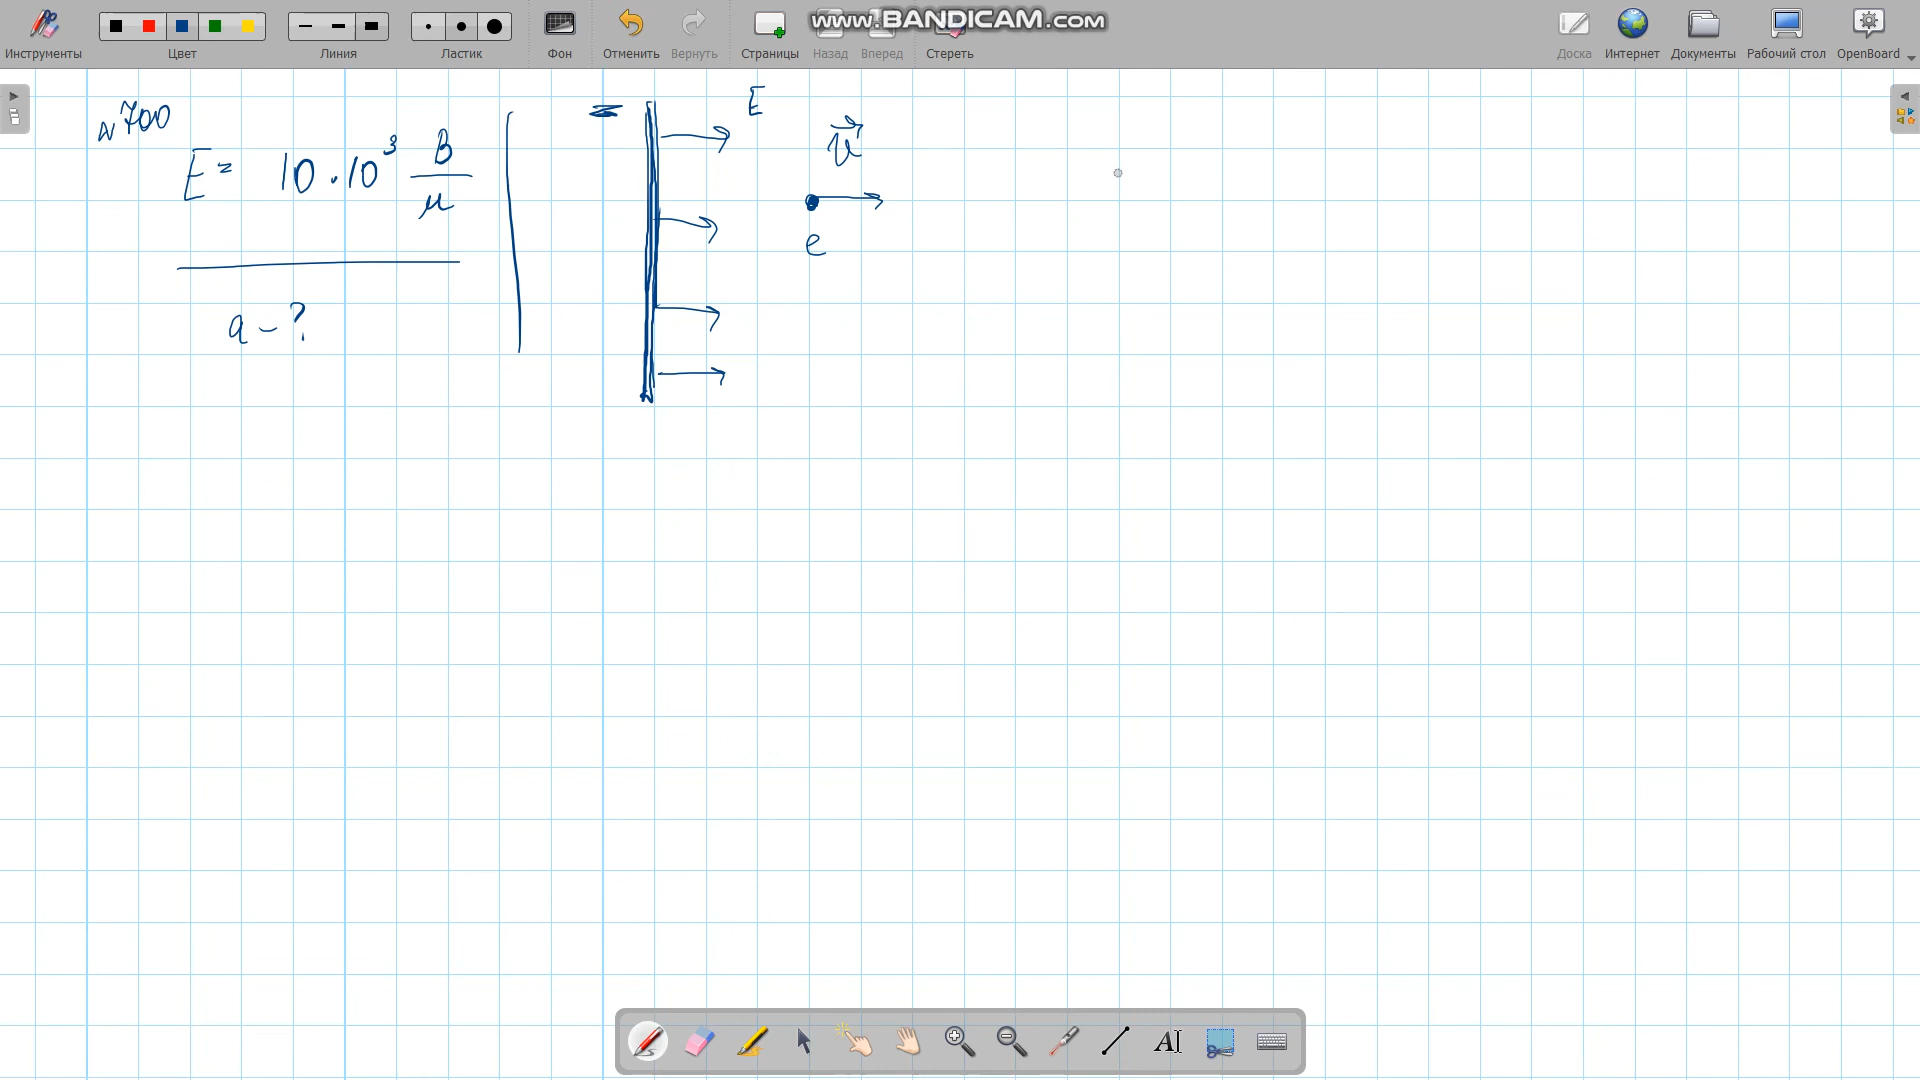 www.BANDICAM.com
Инструменты Цвет Линия Ластик Фон Отменить Вернуть Страницы Назад Вперед Стереть Доска Интернет Документы Рабочий стол OpenBoard
N700
E = 10 · 10³ В/м
a - ?
E
v
e